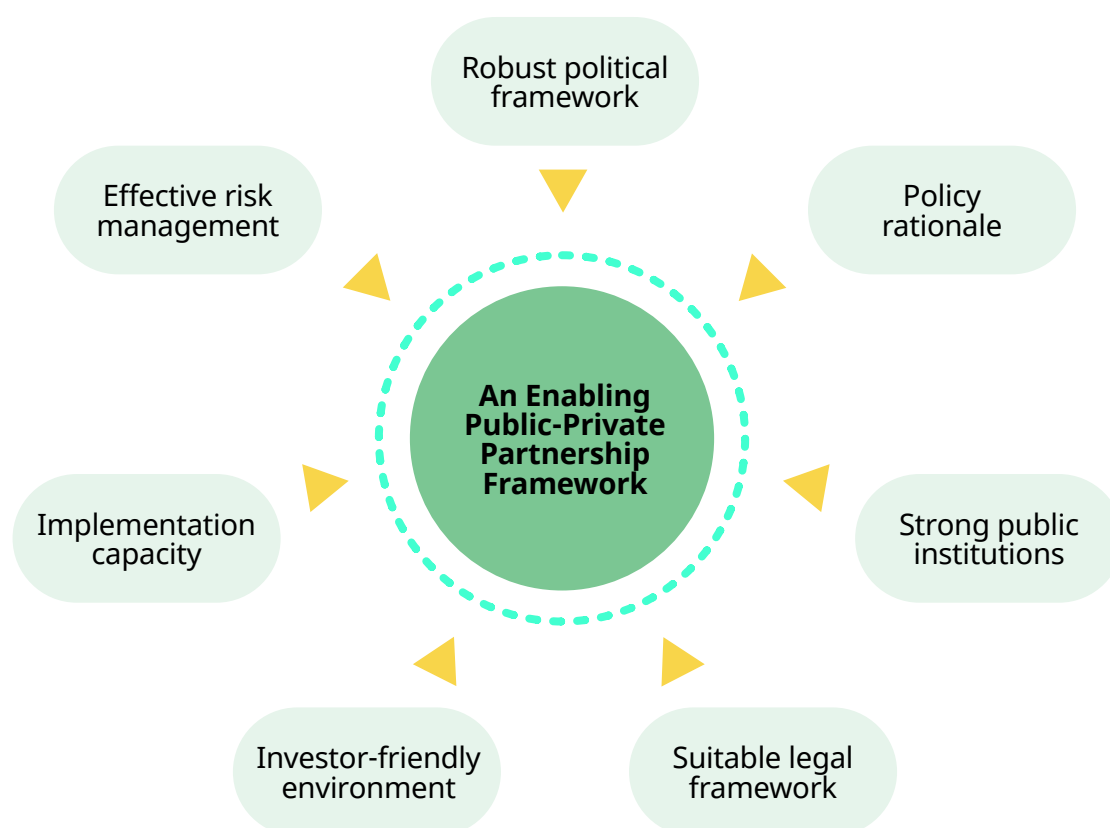 Robust political
framework
Effective risk
management
Policy
rationale
An Enabling
Public-Private
Partnership
Framework
Implementation
capacity
Strong public
institutions
Investor-friendly
environment
Suitable legal
framework